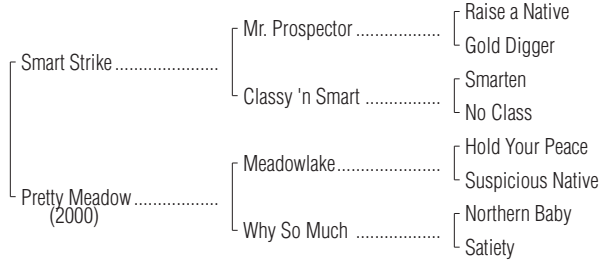 Raise a Native
Mr. Prospector ..................
Gold Digger
Smart Strike ......................
Smarten
Classy 'n Smart ................
No Class
Hold Your Peace
Meadowlake......................
Suspicious Native
Pretty Meadow ..................
(2000)
Northern Baby
Why So Much ..................
Satiety